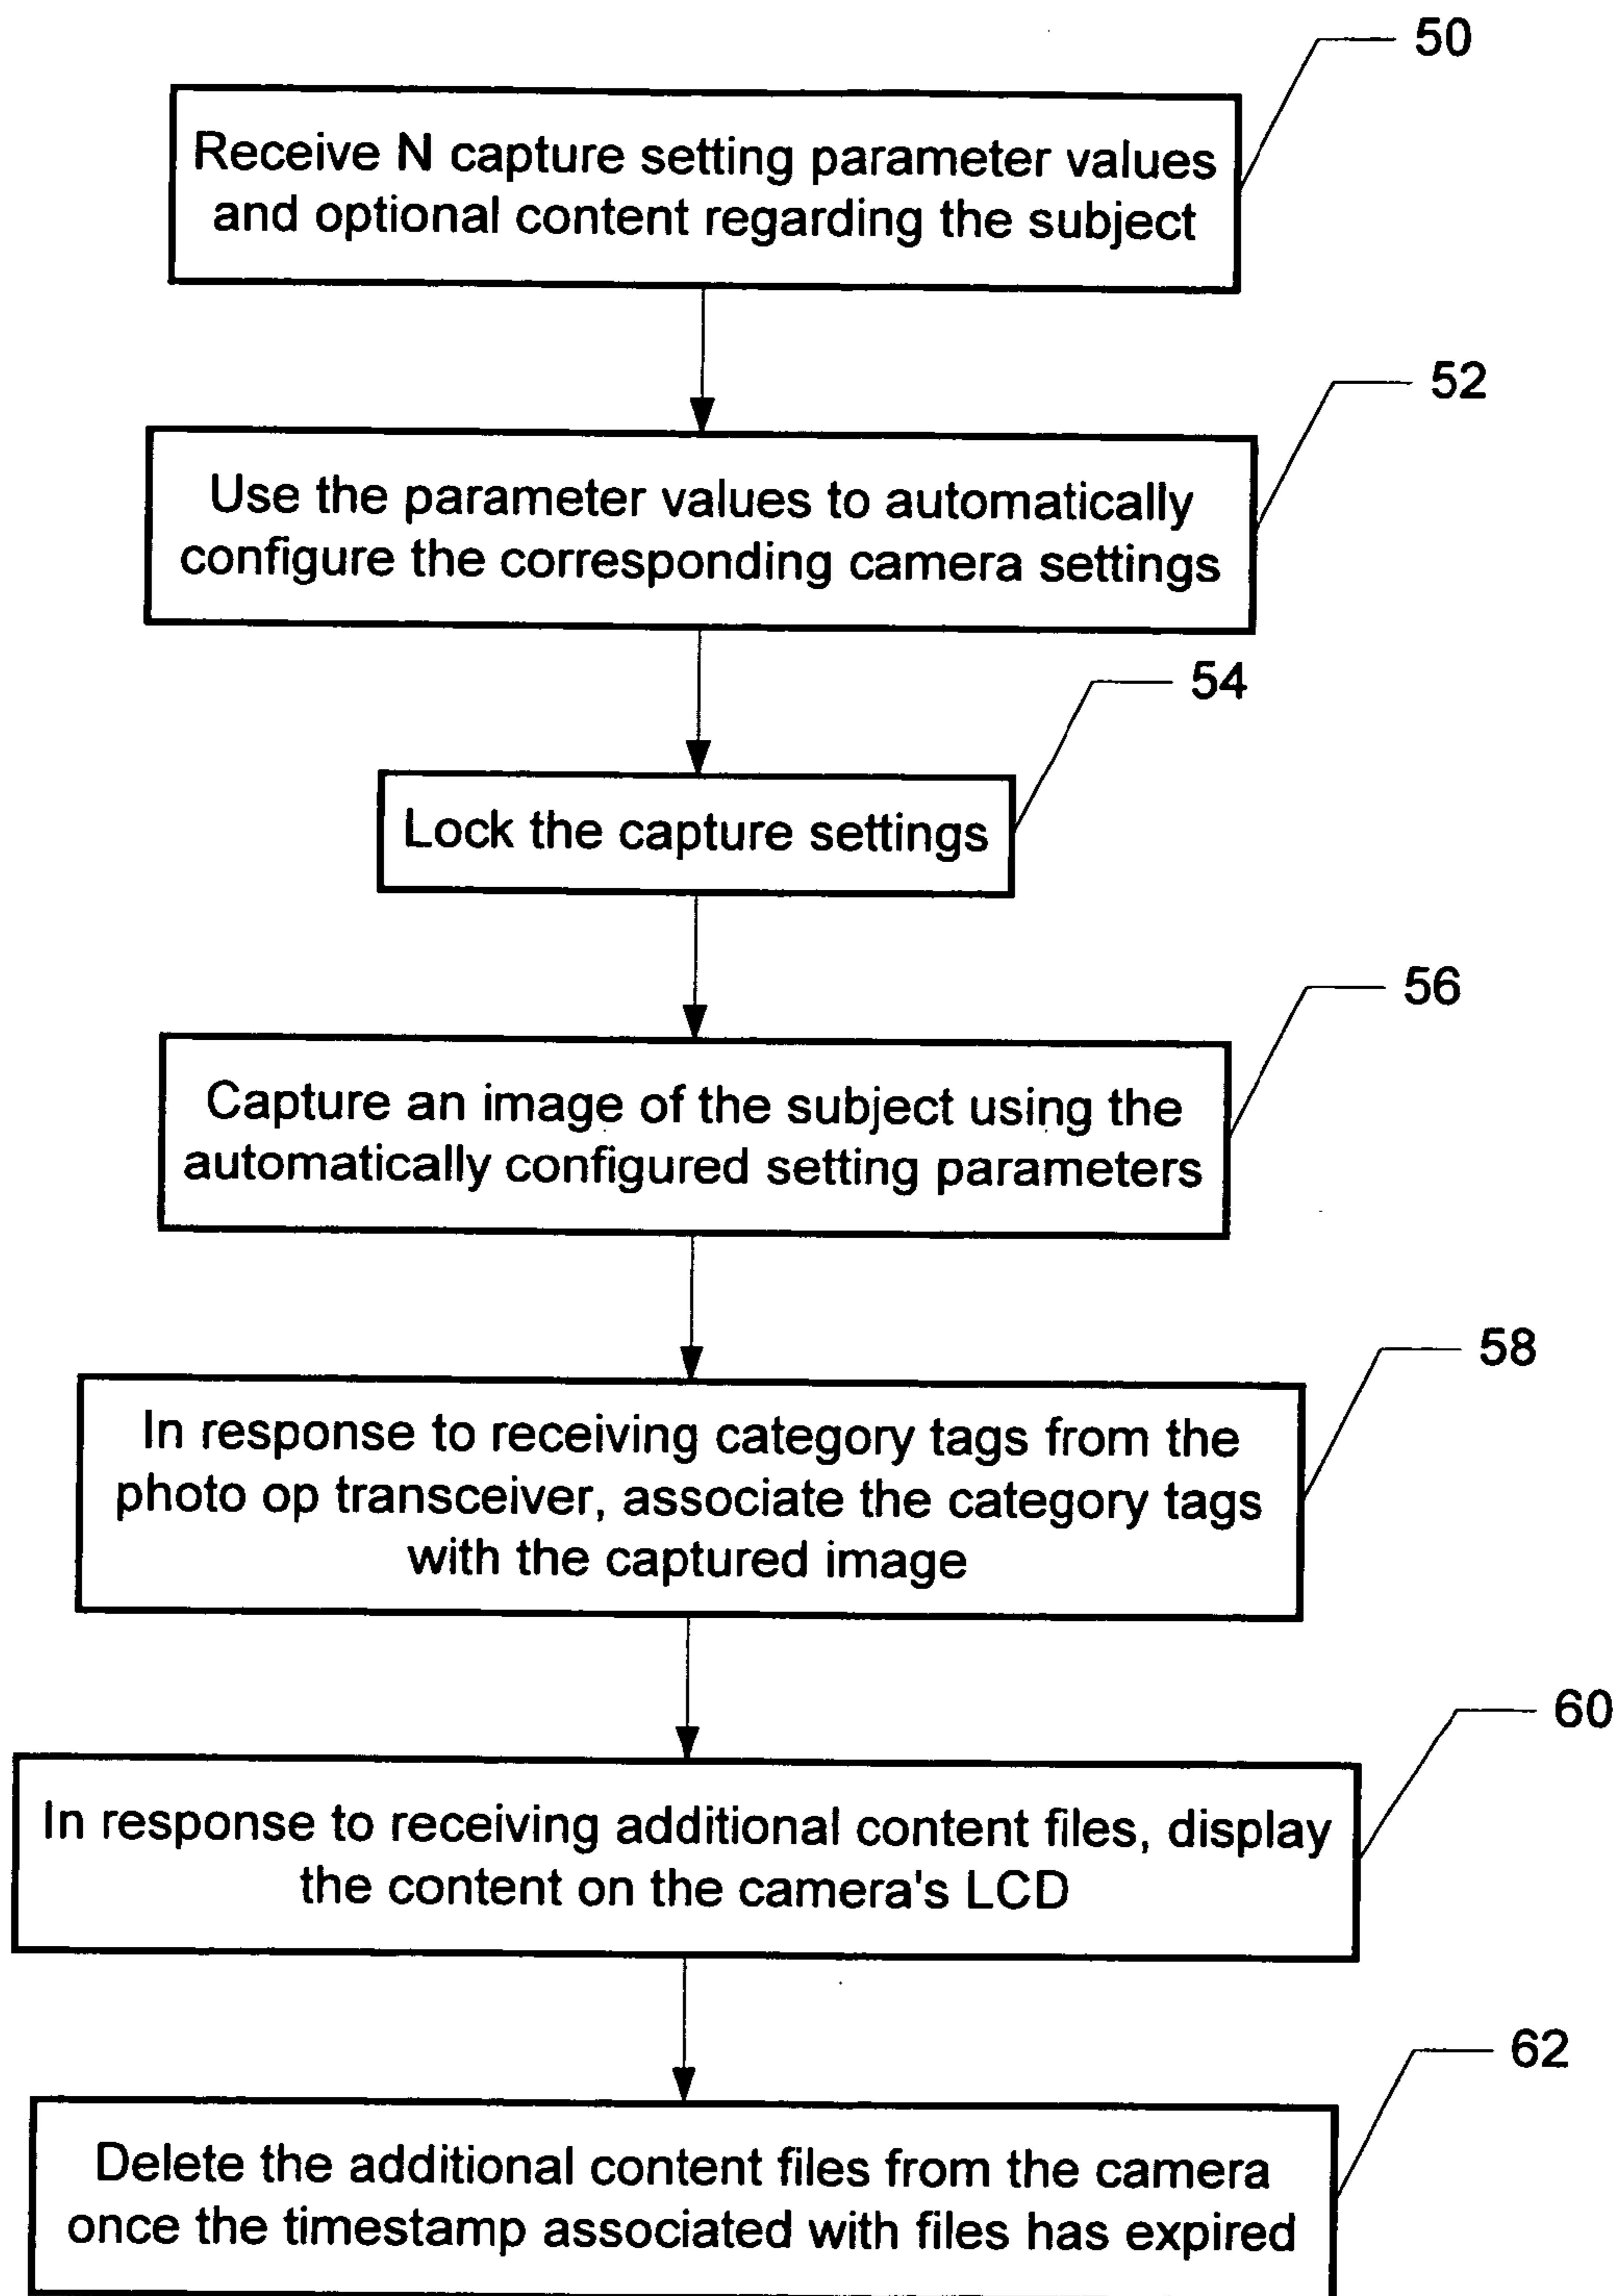 50
Receive N capture setting parameter values
and optional content regarding the subject
52
Use the parameter values to automatically
configure the corresponding camera settings
54
Lock the capture settings
56
Capture an image of the subject using the
automatically configured setting parameters
58
In response to receiving category tags from the
photo op transceiver, associate the category tags
with the captured image
60
In response to receiving additional content files, display
the content on the camera's LCD
62
Delete the additional content files from the camera
once the timestamp associated with files has expired